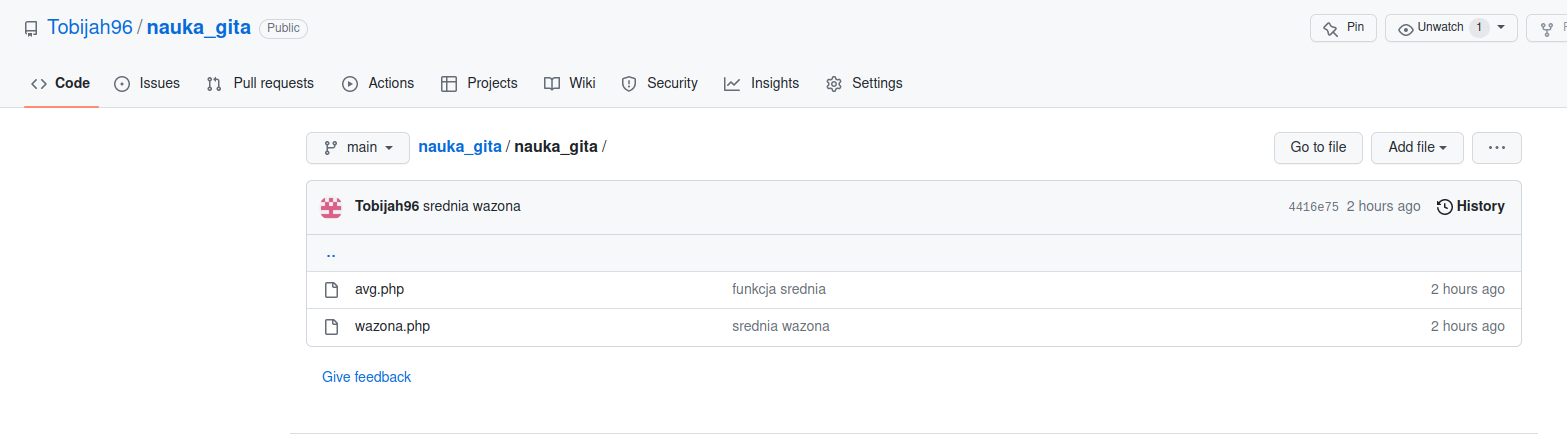 Tobijah96 / nauka_gita Public Pin Unwatch 1
Code Issues Pull requests Actions Projects Wiki Security Insights Settings
main nauka_gita / nauka_gita / Go to file Add file ...
Tobijah96 srednia wazona 4416e75 2 hours ago History
..
avg.php funkcja srednia 2 hours ago
wazona.php srednia wazona 2 hours ago
Give feedback